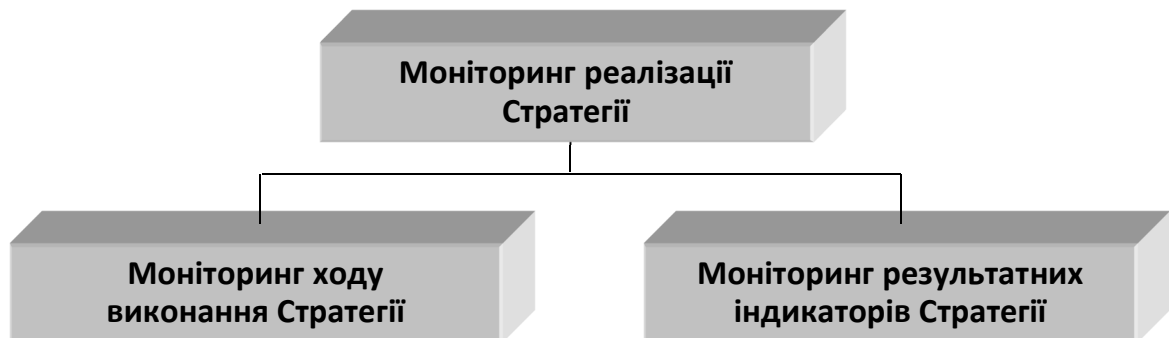 Моніторинг реалізації
Стратегії
Моніторинг ходу
виконання Стратегії
Моніторинг результатних
індикаторів Стратегії